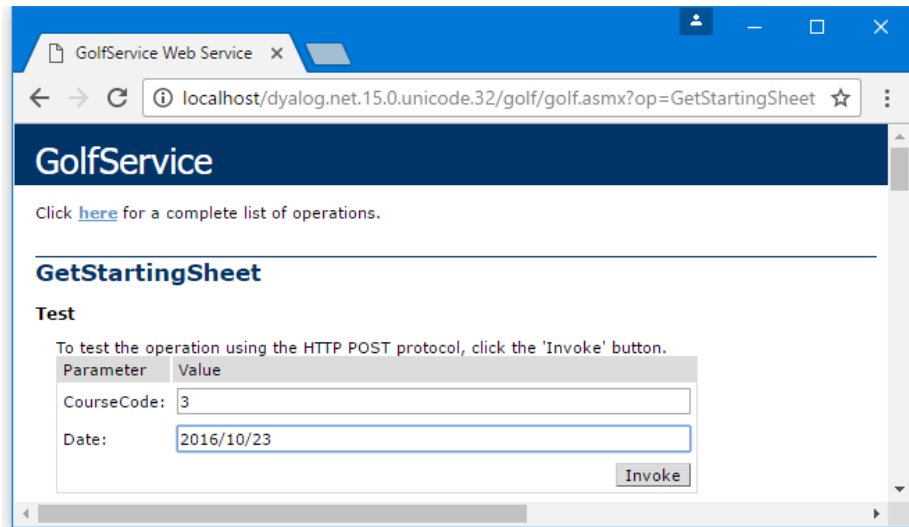 GolfService Web Service
localhost/dyalog.net.15.0.unicode.32/golf/golf.asmx?op=GetStartingSheet
GolfService
Click here for a complete list of operations.
GetStartingSheet
Test
To test the operation using the HTTP POST protocol, click the 'Invoke' button.
Parameter Value
CourseCode: 3
Date: 2016/10/23
Invoke